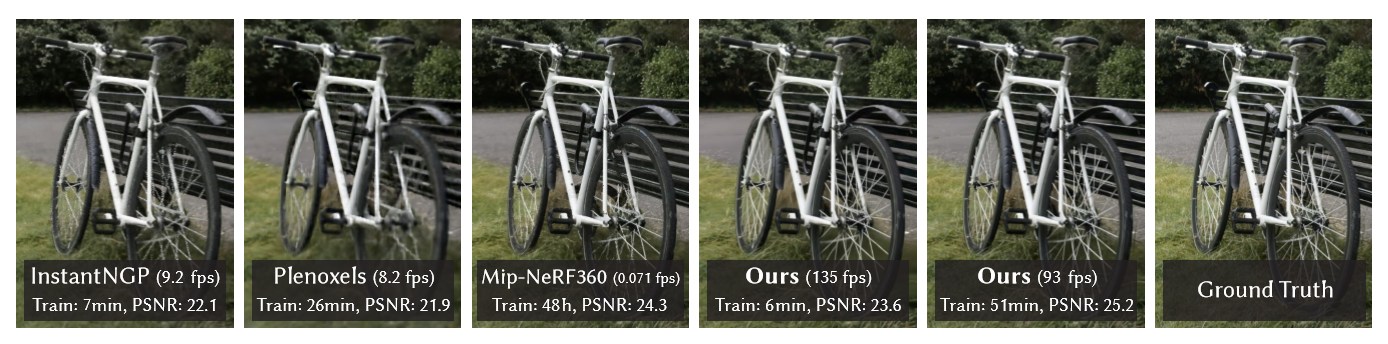 InstantNGP (9.2 fps)
Train: 7min, PSNR: 22.1
Plenoxels (8.2 fps)
Train: 26min, PSNR: 21.9
Mip-NeRF360 (0.071 fps)
Train: 48h, PSNR: 24.3
Ours (135 fps)
Train: 6min, PSNR: 23.6
Ours (93 fps)
Train: 51min, PSNR: 25.2
Ground Truth